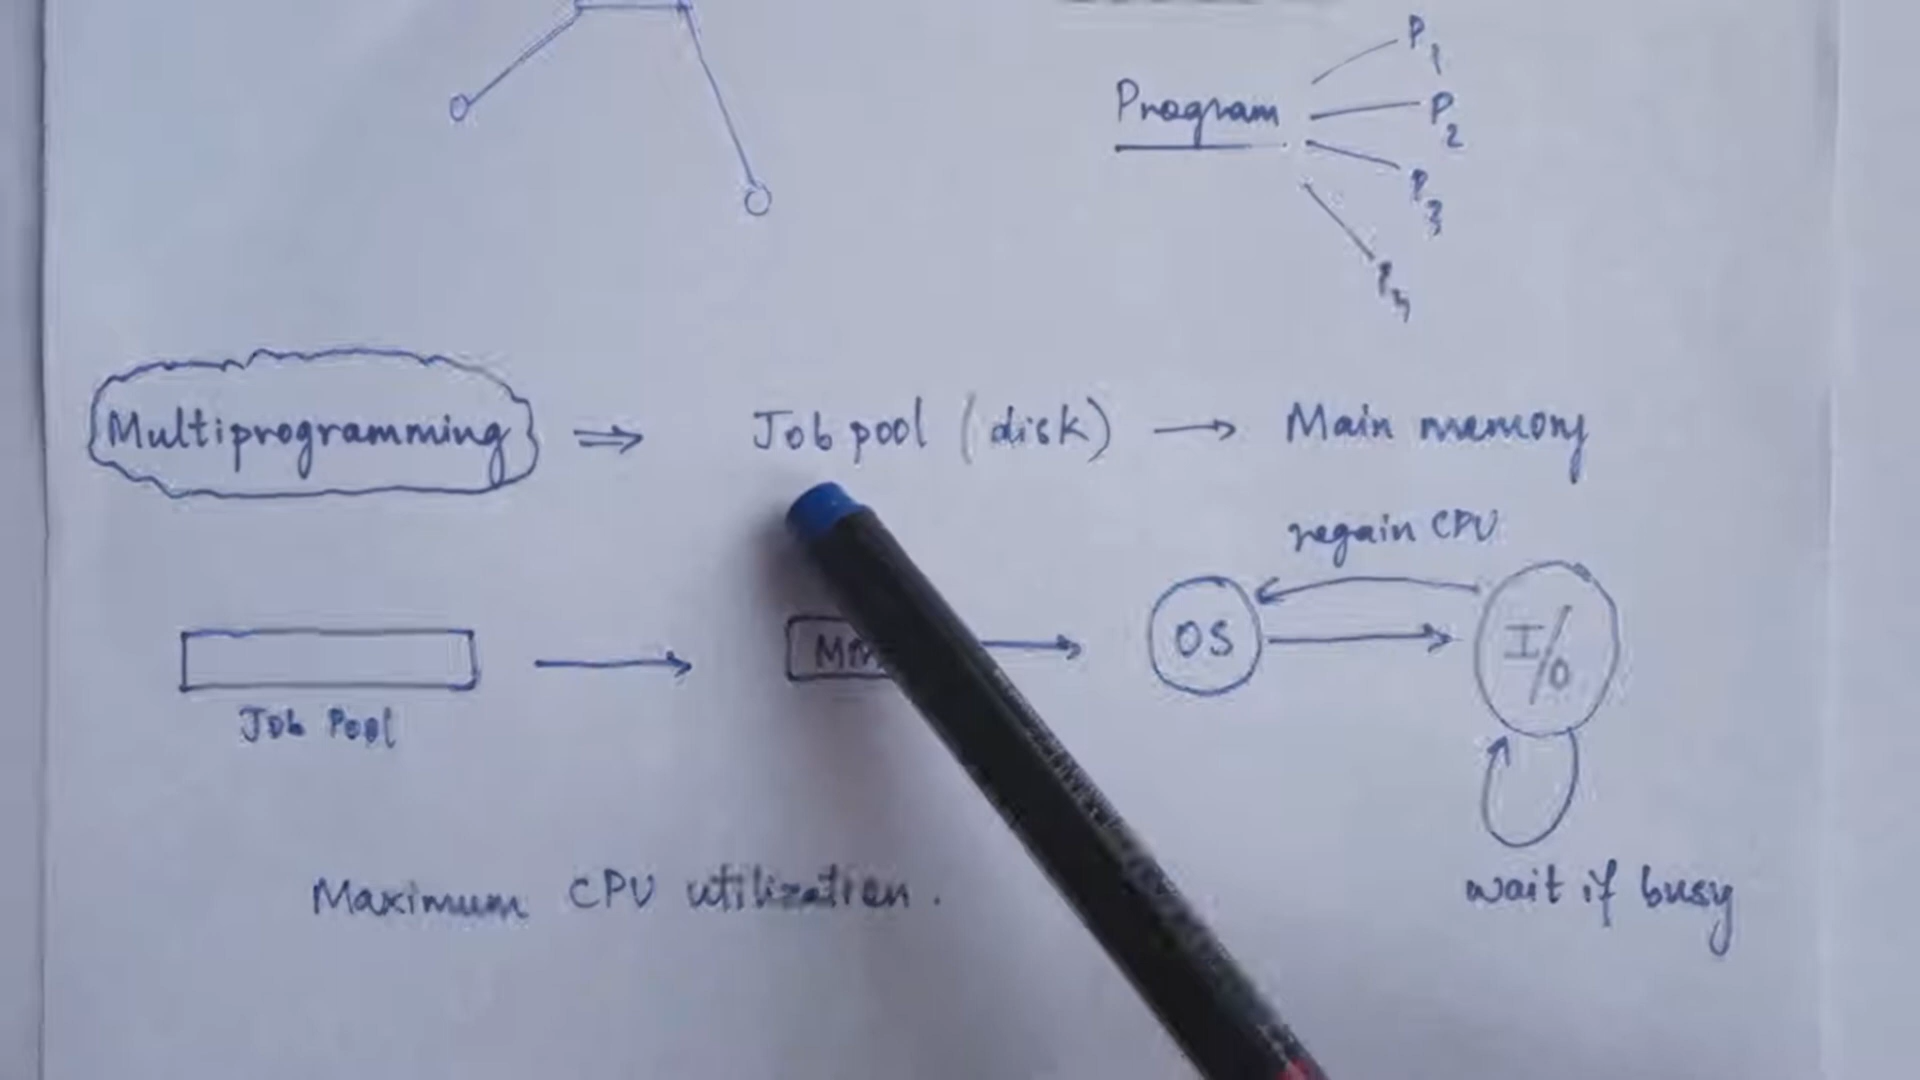 P1
Program
P2
P3
P4
Multiprogramming ⇒ Job pool (disk) → Main memory
regain CPU
OS
I/O
Job Pool
Maximum CPU utilization.
wait if busy